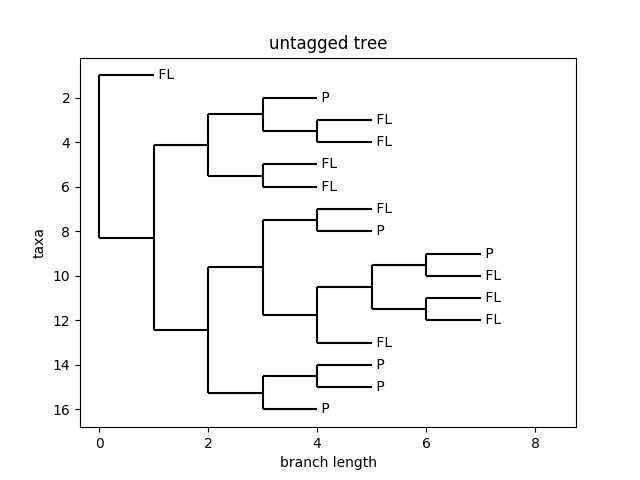 untagged tree
FL
P
2
FL
4
FL
FL
6
FL
FL
8
P
P
10
FL
FL
12
FL
FL
14
P
P
16
P
taxa
0
2
4
6
8
branch length